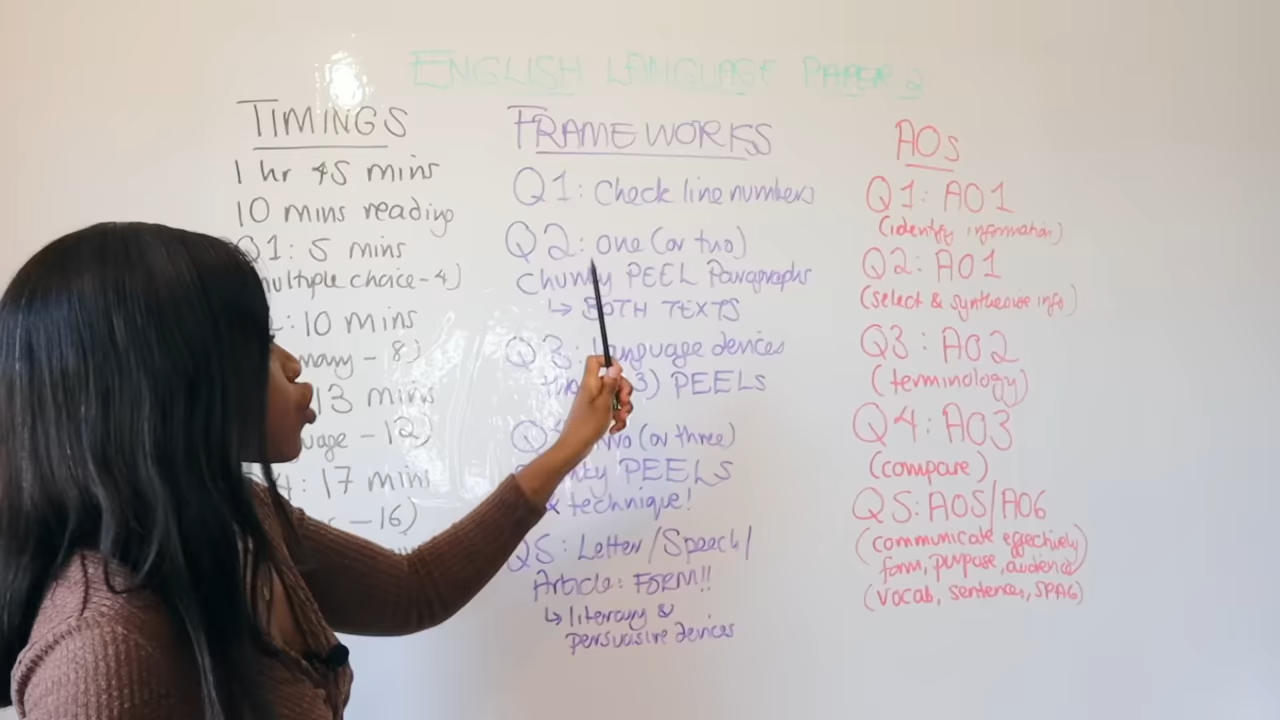 ENGLISH LANGUAGE PAPER 2
TIMINGS
1 hr 45 mins
10 mins reading
Q1: 5 mins
multiple choice-4)
: 10 mins
- 8)
13 mins
- 12)
4: 17 mins
- 16)
FRAMEWORKS
Q1: Check line numbers
Q2: one (or two)
Chunky PEEL Paragraphs
↳ BOTH TEXTS
Q3: Language devices
3) PEELS
two (or three)
PEELS
& technique!
Q5: Letter/Speech/
Article: FORM!!
↳ literary &
persuasive devices
AOs
Q1: AO1
(identify information)
Q2: AO1
(select & synthesise info)
Q3: AO2
(terminology)
Q4: AO3
(compare)
Q5: AO5/AO6
(communicate effectively
form, purpose, audience)
(vocab, sentences, SPAG)